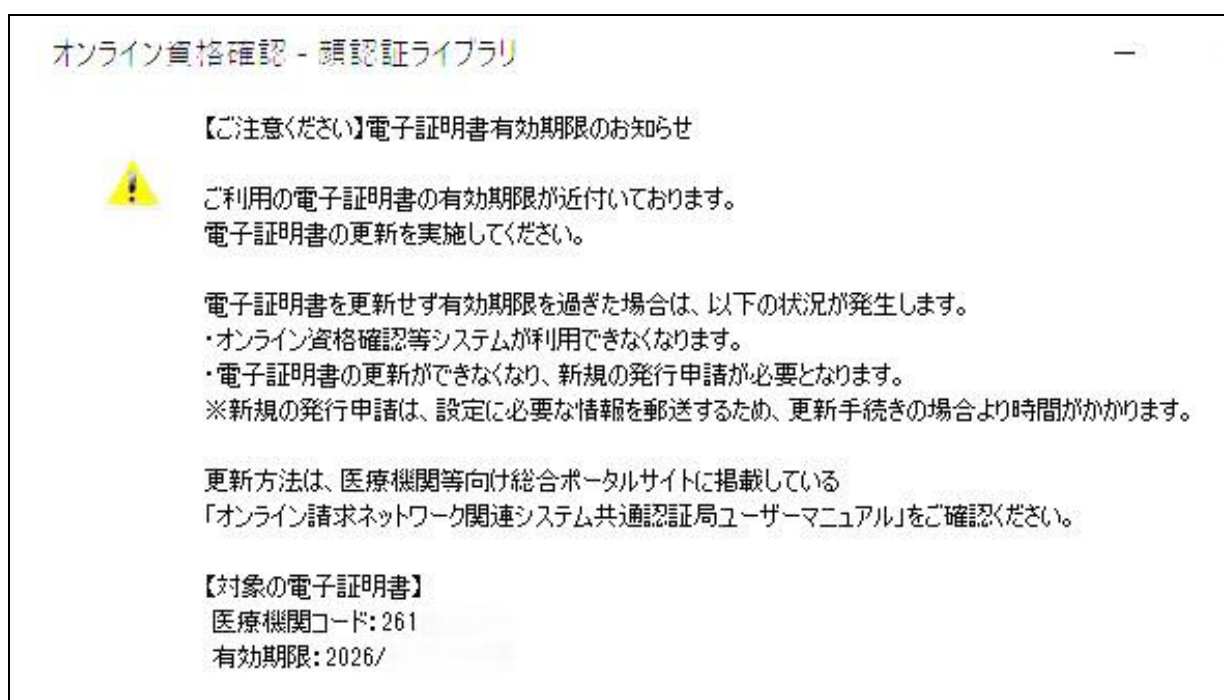 オンライン資格確認 - 顔認証ライブラリ
【ご注意ください】電子証明書有効期限のお知らせ
ご利用の電子証明書の有効期限が近付いております。
電子証明書の更新を実施してください。
電子証明書を更新せず有効期限を過ぎた場合は、以下の状況が発生します。
・オンライン資格確認等システムが利用できなくなります。
・電子証明書の更新ができなくなり、新規の発行申請が必要となります。
※新規の発行申請は、設定に必要な情報を郵送するため、更新手続きの場合より時間がかかります。
更新方法は、医療機関等向け総合ポータルサイトに掲載している
「オンライン請求ネットワーク関連システム共通認証局ユーザーマニュアル」をご確認ください。
【対象の電子証明書】
医療機関コード:261
有効期限:2026/